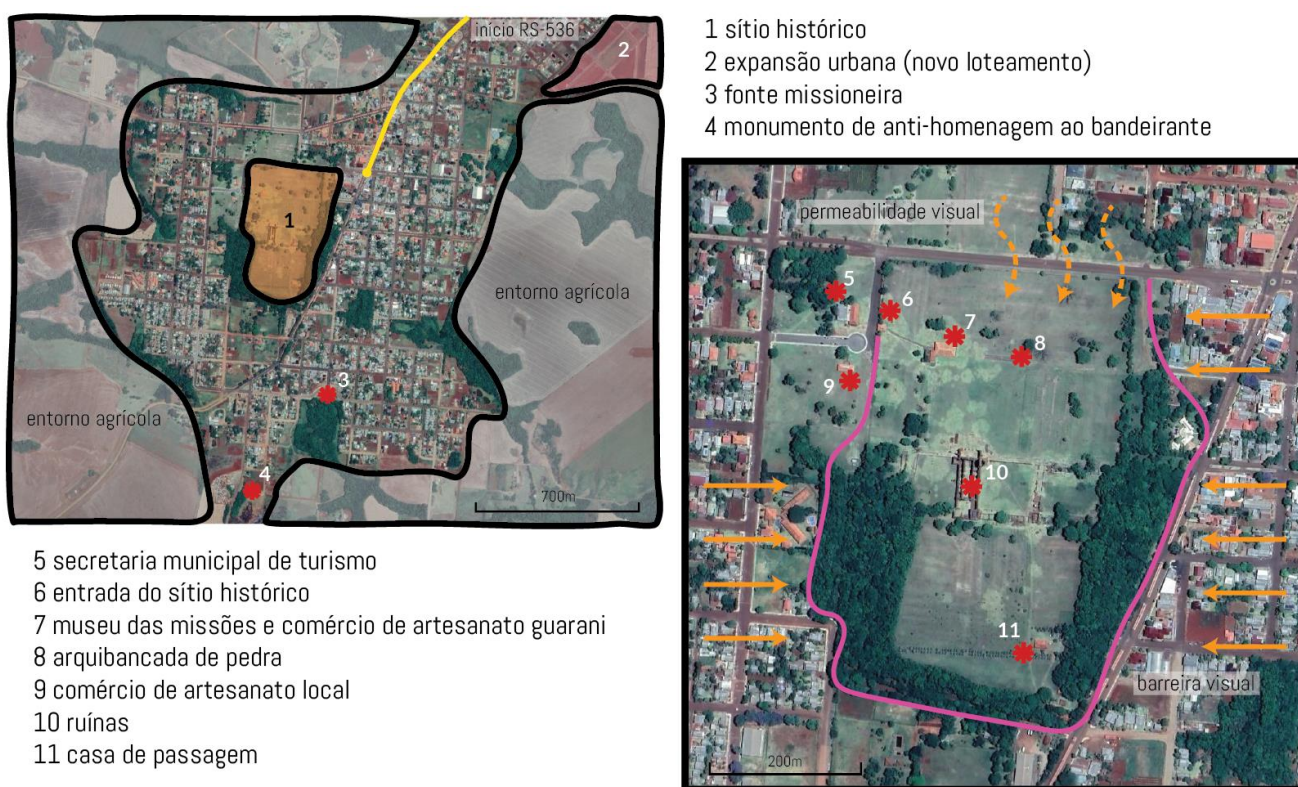 início RS-536
2
1
entorno agrícola
3
entorno agrícola
4
700m
1 sítio histórico
2 expansão urbana (novo loteamento)
3 fonte missioneira
4 monumento de anti-homenagem ao bandeirante
permeabilidade visual
5
6
7
8
9
10
11
barreira visual
200m
5 secretaria municipal de turismo
6 entrada do sítio histórico
7 museu das missões e comércio de artesanato guarani
8 arquibancada de pedra
9 comércio de artesanato local
10 ruínas
11 casa de passagem